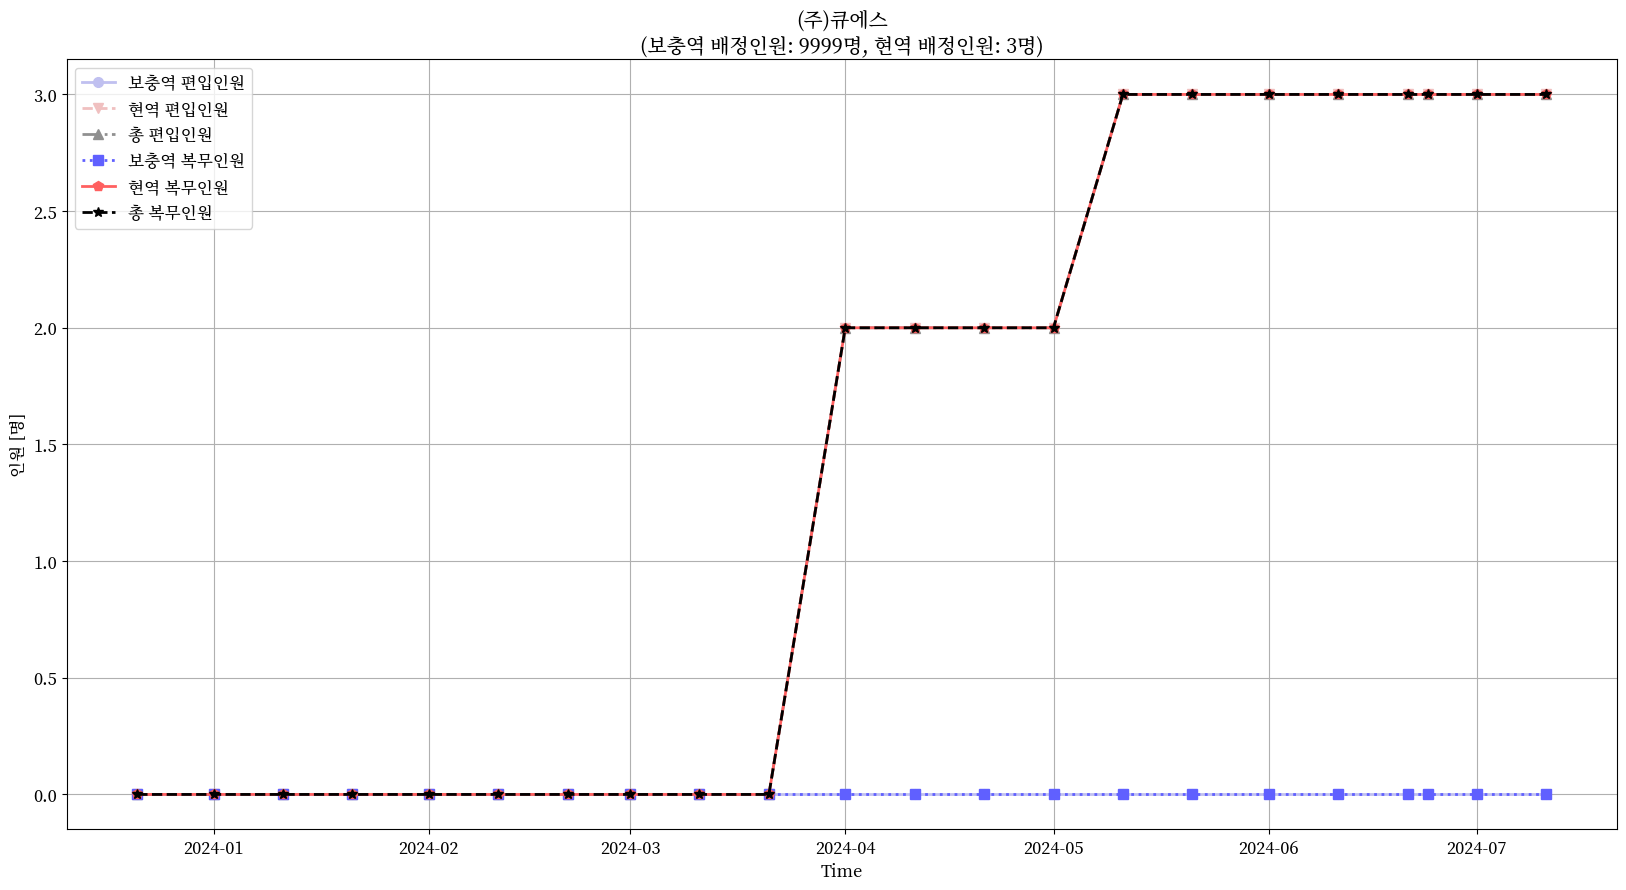 (주)큐에스
(보충역 배정인원: 9999명, 현역 배정인원: 3명)
보충역 편입인원
현역 편입인원
총 편입인원
보충역 복무인원
현역 복무인원
총 복무인원
3.0
2.5
2.0
1.5
1.0
0.5
0.0
인원 [명]
2024-01 2024-02 2024-03 2024-04 2024-05 2024-06 2024-07
Time